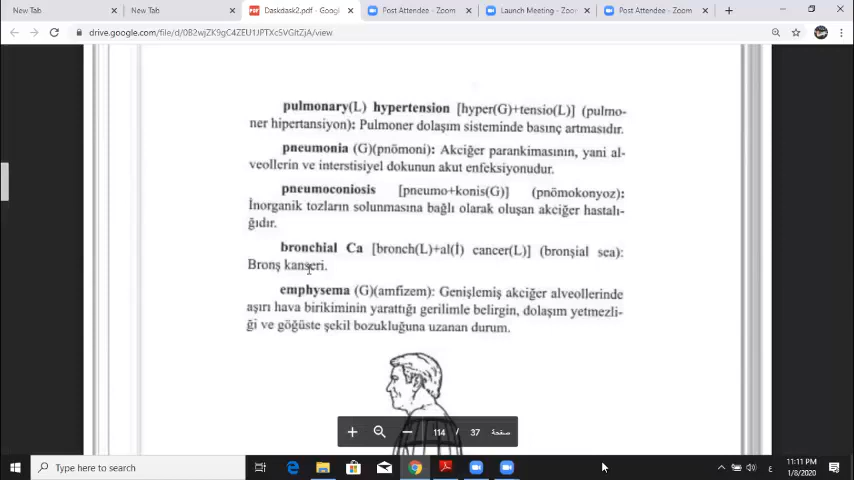 New Tab
New Tab
Daskdask2.pdf - Googl
Post Attendee - Zoom
Launch Meeting - Zoom
Post Attendee - Zoom
drive.google.com/file/d/0B2wjZK9gC4ZEU1JPTXc5VGltZjA/view
pulmonary(L) hypertension [hyper(G)+tensio(L)] (pulmo-
ner hipertansiyon): Pulmoner dolaşım sisteminde basınç artmasıdır.
pneumonia (G)(pnömoni): Akciğer parankimasının, yani al-
veollerin ve interstisiyel dokunun akut enfeksiyonudur.
pneumoconiosis [pneumo+konis(G)] (pnömokonyoz):
İnorganik tozların solunmasına bağlı olarak oluşan akciğer hastalı-
ğıdır.
bronchial Ca [bronch(L)+al(İ) cancer(L)] (bronşial sea):
Bronş kanseri.
emphysema (G)(amfizem): Genişlemiş akciğer alveollerinde
aşırı hava birikiminin yarattığı gerilimle belirgin, dolaşım yetmezli-
ği ve göğüste şekil bozukluğuna uzanan durum.
114 / 37 صفحة
Type here to search
ع
11:11 PM
1/8/2020